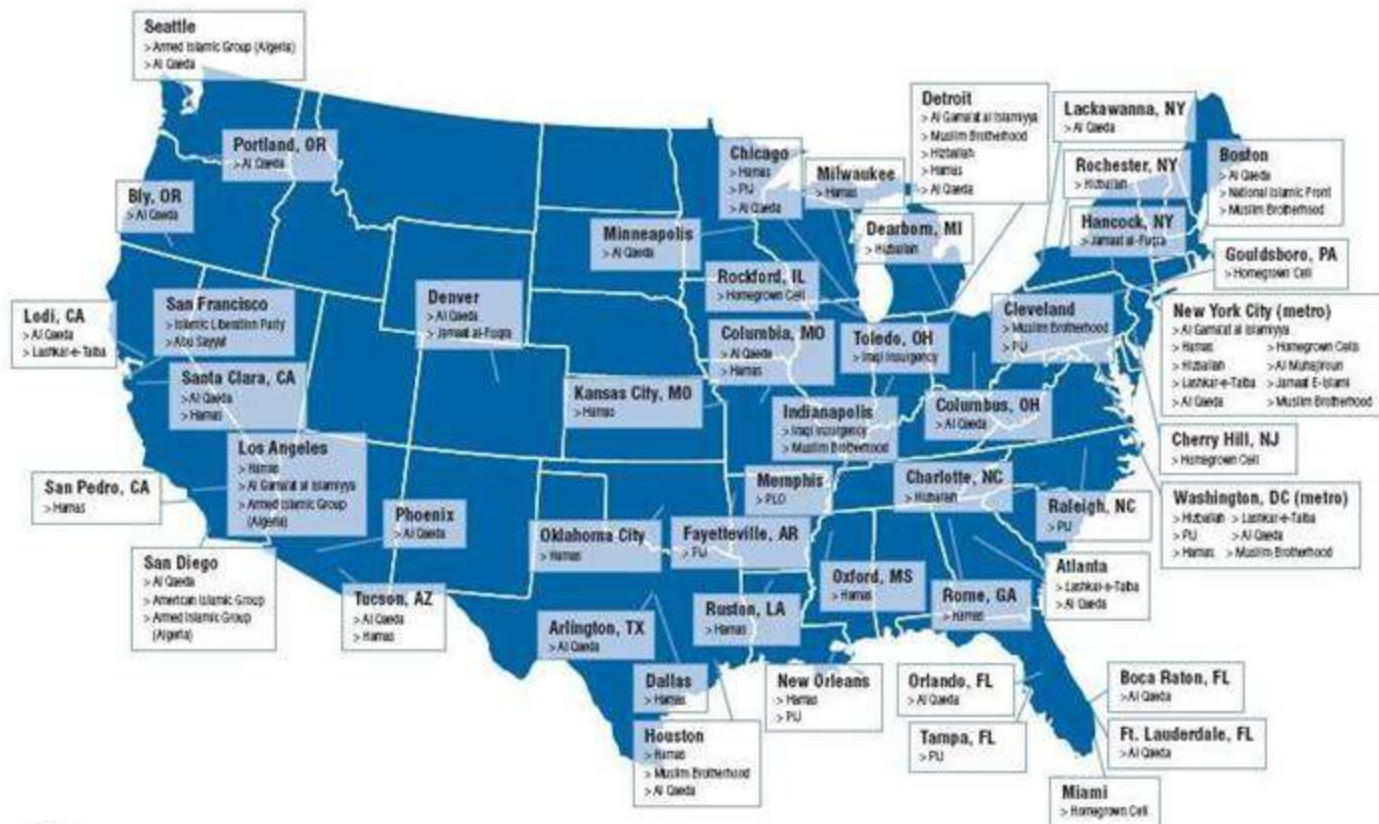 Seattle
> Armed Islamic Group (Algeria)
> Al Qaeda
Portland, OR
> Al Qaeda
Bly, OR
> Al Qaeda
Lodi, CA
> Al Qaeda
> Lashkar-e-Taiba
San Francisco
> Islamic Liberation Party
> Abu Sayyaf
Santa Clara, CA
> Al Qaeda
> Hamas
Los Angeles
> Hamas
> Al Gama'at al Islamiyya
> Armed Islamic Group
(Algeria)
San Pedro, CA
> Hamas
San Diego
> Al Qaeda
> American Islamic Group
> Armed Islamic Group
(Algeria)
Phoenix
> Al Qaeda
Tucson, AZ
> Al Qaeda
> Hamas
Denver
> Al Qaeda
> Jamaat al-Fuqra
Minneapolis
> Al Qaeda
Chicago
> Hamas
> PIJ
> Al Qaeda
Milwaukee
> Hamas
Detroit
> Al Gama'at al Islamiyya
> Muslim Brotherhood
> Hizballah
> Hamas
> Al Qaeda
Dearborn, MI
> Hizballah
Rockford, IL
> Homegrown Cell
Columbia, MO
> Al Qaeda
> Hamas
Kansas City, MO
> Hamas
Toledo, OH
> Iraqi Insurgency
Indianapolis
> Iraqi Insurgency
> Muslim Brotherhood
Cleveland
> Muslim Brotherhood
> PIJ
Columbus, OH
> Al Qaeda
Lackawanna, NY
> Al Qaeda
Rochester, NY
> Hizballah
Hancock, NY
> Jamaat al-Fuqra
Boston
> Al Qaeda
> National Islamic Front
> Muslim Brotherhood
Gouldsboro, PA
> Homegrown Cell
New York City (metro)
> Al Gama'at al Islamiyya
> Hamas > Homegrown Cells
> Hizballah > Al Muhajiroun
> Lashkar-e-Taiba > Jamaat E-Islami
> Al Qaeda > Muslim Brotherhood
Cherry Hill, NJ
> Homegrown Cell
Washington, DC (metro)
> Hizballah > Lashkar-e-Taiba
> PIJ > Al Qaeda
> Hamas > Muslim Brotherhood
Memphis
> PLO
Charlotte, NC
> Hizballah
Raleigh, NC
> PIJ
Oklahoma City
> Hamas
Fayetteville, AR
> PIJ
Oxford, MS
> Hamas
Rome, GA
> Hamas
Atlanta
> Lashkar-e-Taiba
> Al Qaeda
Arlington, TX
> Al Qaeda
Ruston, LA
> Hamas
Dallas
> Hamas
Houston
> Hamas
> Muslim Brotherhood
> Al Qaeda
New Orleans
> Hamas
> PIJ
Orlando, FL
> Al Qaeda
Tampa, FL
> PIJ
Boca Raton, FL
> Al Qaeda
Ft. Lauderdale, FL
> Al Qaeda
Miami
> Homegrown Cell